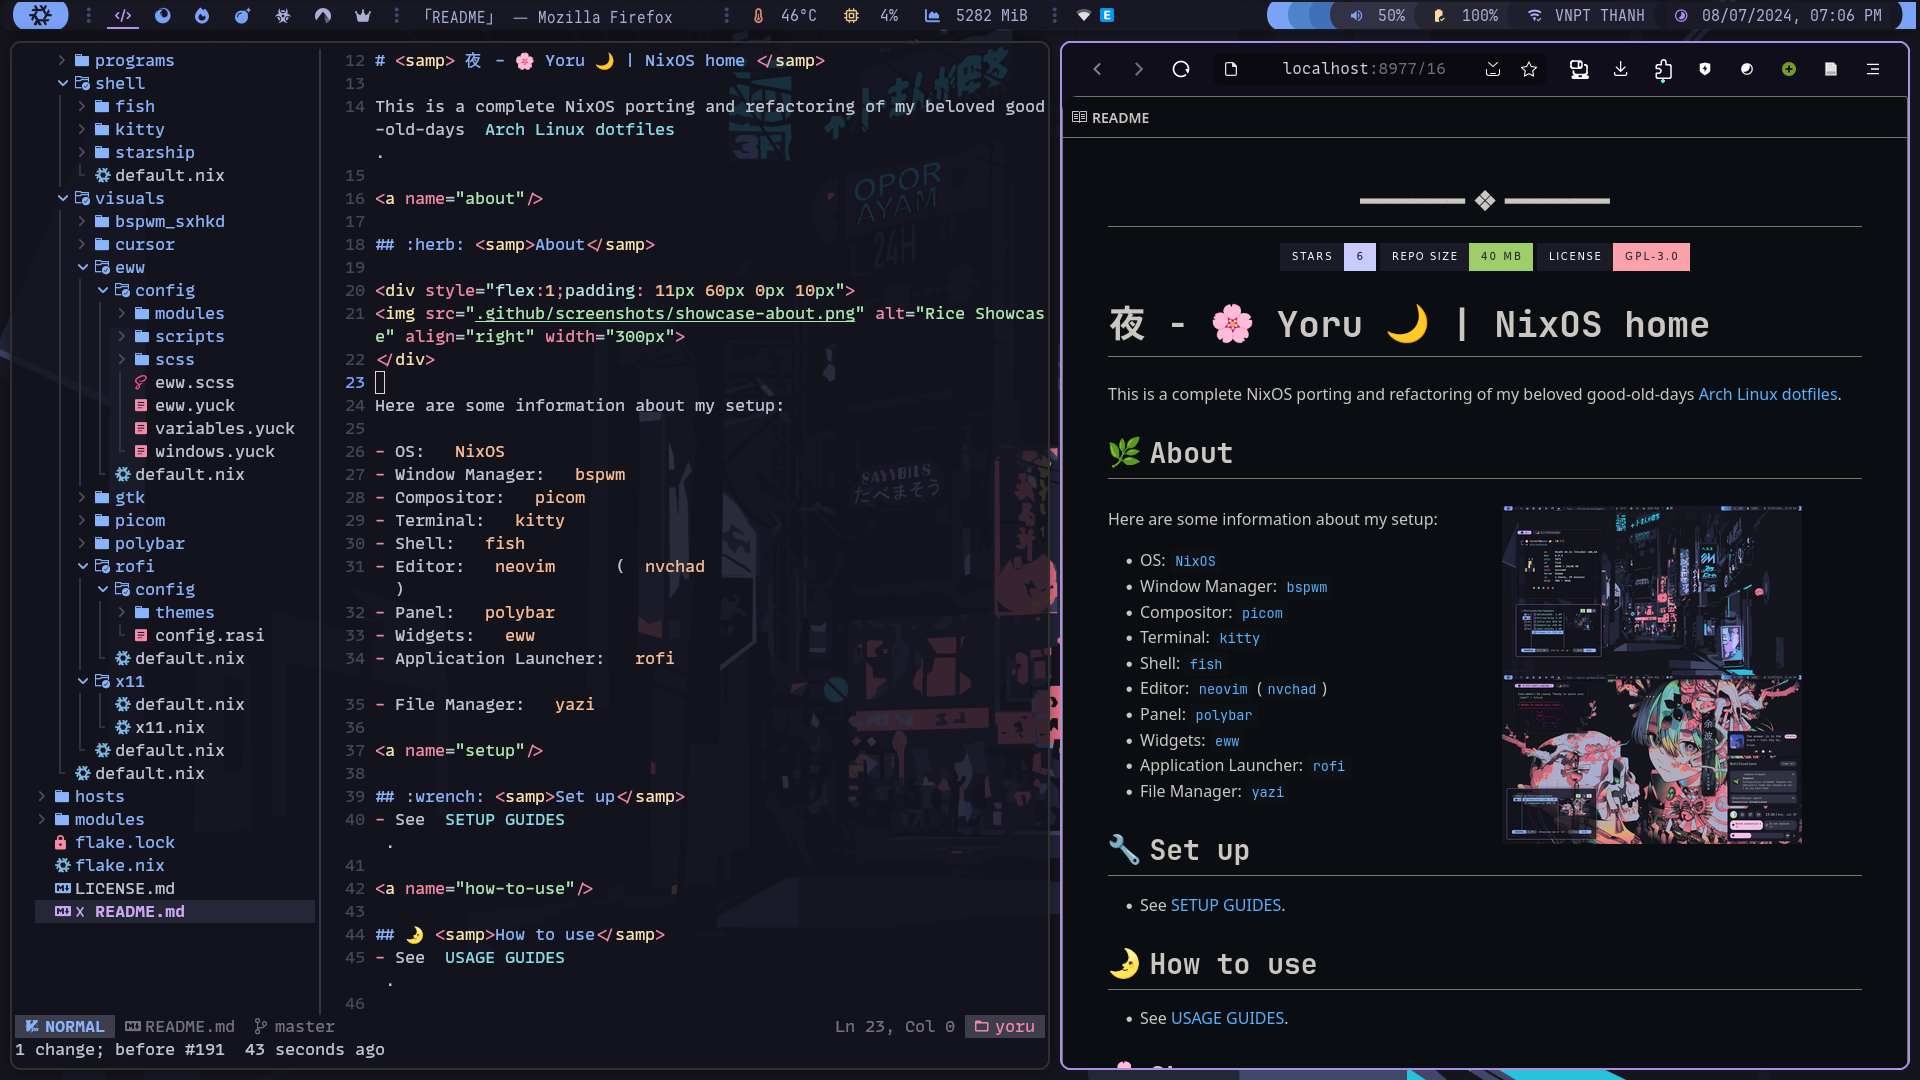 「README」 — Mozilla Firefox
46°C
4%
5282 MiB
50%
100%
VNPT THANH
08/07/2024, 07:06 PM
programs
shell
fish
kitty
starship
default.nix
visuals
bspwm_sxhkd
cursor
eww
config
modules
scripts
scss
eww.scss
eww.yuck
variables.yuck
windows.yuck
default.nix
gtk
picom
polybar
rofi
config
themes
config.rasi
default.nix
x11
default.nix
x11.nix
default.nix
default.nix
hosts
modules
flake.lock
flake.nix
LICENSE.md
X README.md
12 # <samp> 夜 - 🌸 Yoru 🌙 | NixOS home </samp>
13
14 This is a complete NixOS porting and refactoring of my beloved good
-old-days Arch Linux dotfiles
.
15
16 <a name="about"/>
17
18 ## :herb: <samp>About</samp>
19
20 <div style="flex:1;padding: 11px 60px 0px 10px">
21 <img src=".github/screenshots/showcase-about.png" alt="Rice Showcas
e" align="right" width="300px">
22 </div>
23
24 Here are some information about my setup:
25
26 - OS: NixOS
27 - Window Manager: bspwm
28 - Compositor: picom
29 - Terminal: kitty
30 - Shell: fish
31 - Editor: neovim ( nvchad
)
32 - Panel: polybar
33 - Widgets: eww
34 - Application Launcher: rofi
35 - File Manager: yazi
36
37 <a name="setup"/>
38
39 ## :wrench: <samp>Set up</samp>
40 - See SETUP GUIDES
.
41
42 <a name="how-to-use"/>
43
44 ## 🌛 <samp>How to use</samp>
45 - See USAGE GUIDES
.
46
NORMAL README.md master
Ln 23, Col 0 yoru
1 change; before #191 43 seconds ago
OPOR
AYAM
24H
たべまそう
localhost:8977/16
README
STARS 6
REPO SIZE 40 MB
LICENSE GPL-3.0
夜 - 🌸 Yoru 🌙 | NixOS home
This is a complete NixOS porting and refactoring of my beloved good-old-days Arch Linux dotfiles.
🌿 About
Here are some information about my setup:
• OS: NixOS
• Window Manager: bspwm
• Compositor: picom
• Terminal: kitty
• Shell: fish
• Editor: neovim ( nvchad )
• Panel: polybar
• Widgets: eww
• Application Launcher: rofi
• File Manager: yazi
🔧 Set up
• See SETUP GUIDES.
🌛 How to use
• See USAGE GUIDES.